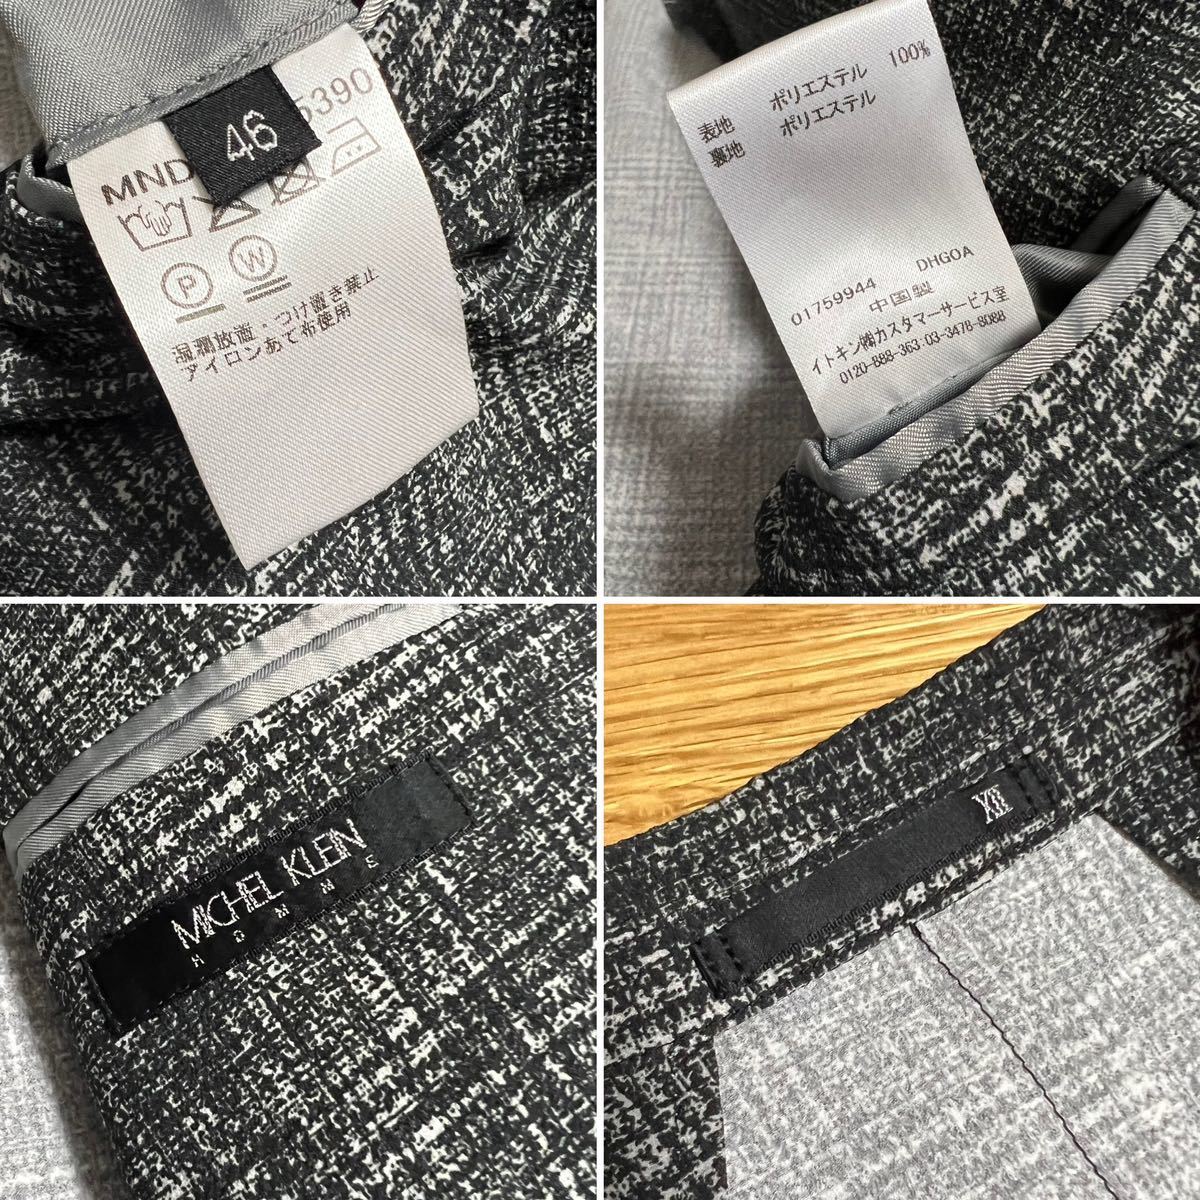 46
5390
MND
P
W
湿潤放置・つけ置き禁止
アイロンあて布使用
表地 ポリエステル 100%
裏地 ポリエステル
01759944 DHGOA
中国製
イトキン㈱カスタマーサービス室
0120-888-363・03-3478-8088
MICHEL KLEIN
HOMMES